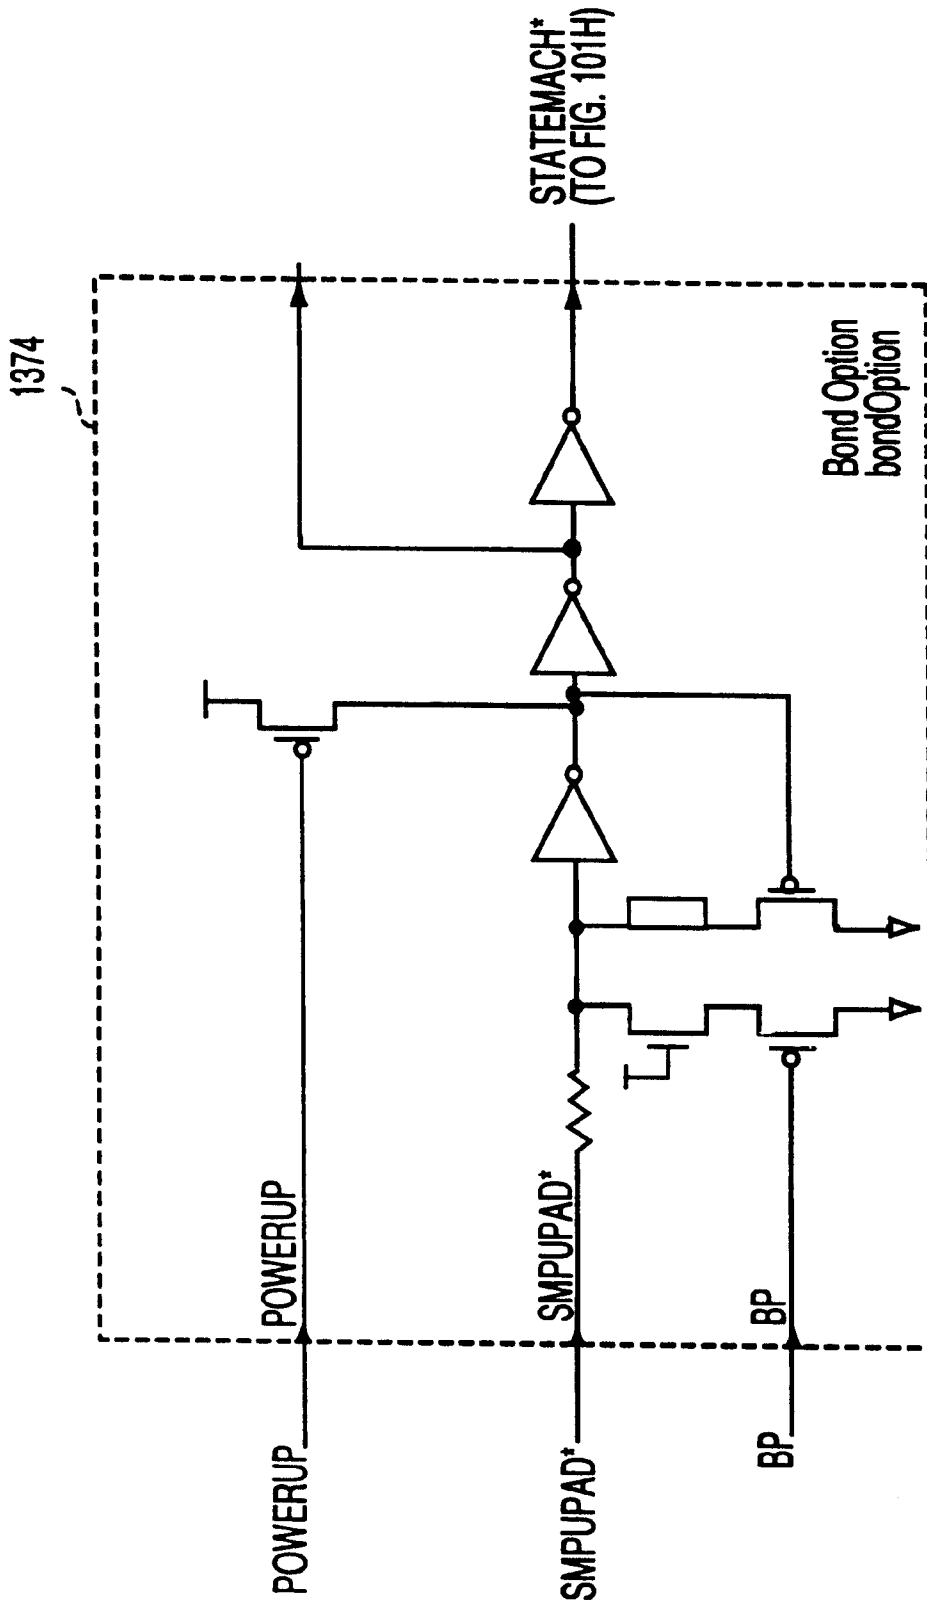 1374
POWERUP
POWERUP
SMPUPAD*
SMPUPAD*
BP
BP
STATEMACH*
(TO FIG. 101H)
Bond Option
bondOption